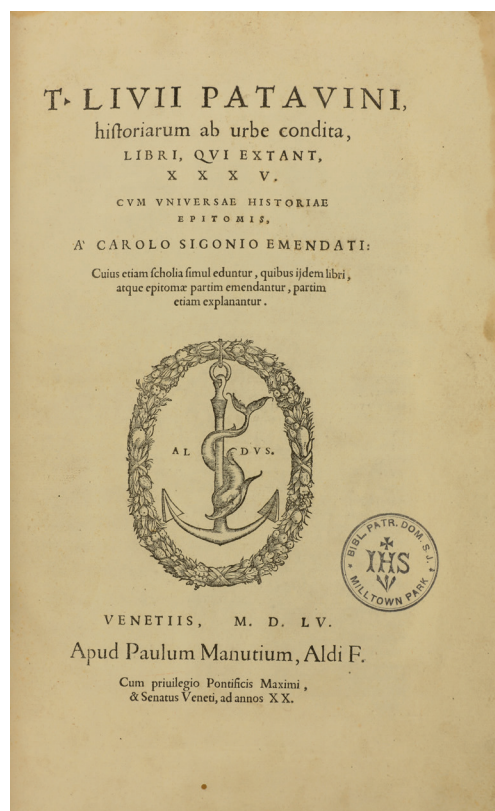 T. LIVII PATAVINI,
hiſtoriarum ab urbe condita,
LIBRI, QVI EXTANT,
X X X V.
CVM VNIVERSAE HISTORIAE
EPITOMIS,
A' CAROLO SIGONIO EMENDATI:
Cuius etiam ſcholia ſimul eduntur, quibus ijdem libri,
atque epitomæ partim emendantur, partim
etiam explanantur.
AL DVS.
BIBL. PATR. DOM. S. J.
IHS
MILLTOWN PARK
VENETIIS, M. D. LV.
Apud Paulum Manutium, Aldi F.
Cum priuilegio Pontificis Maximi,
& Senatus Veneti, ad annos XX.